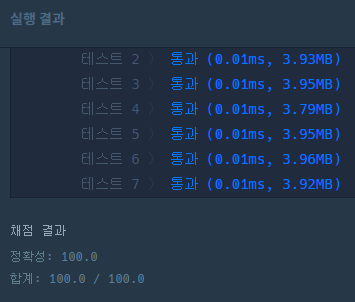 실행 결과
테스트 2 〉 통과 (0.01ms, 3.93MB)
테스트 3 〉 통과 (0.01ms, 3.95MB)
테스트 4 〉 통과 (0.01ms, 3.79MB)
테스트 5 〉 통과 (0.01ms, 3.95MB)
테스트 6 〉 통과 (0.01ms, 3.96MB)
테스트 7 〉 통과 (0.01ms, 3.92MB)
채점 결과
정확성: 100.0
합계: 100.0 / 100.0